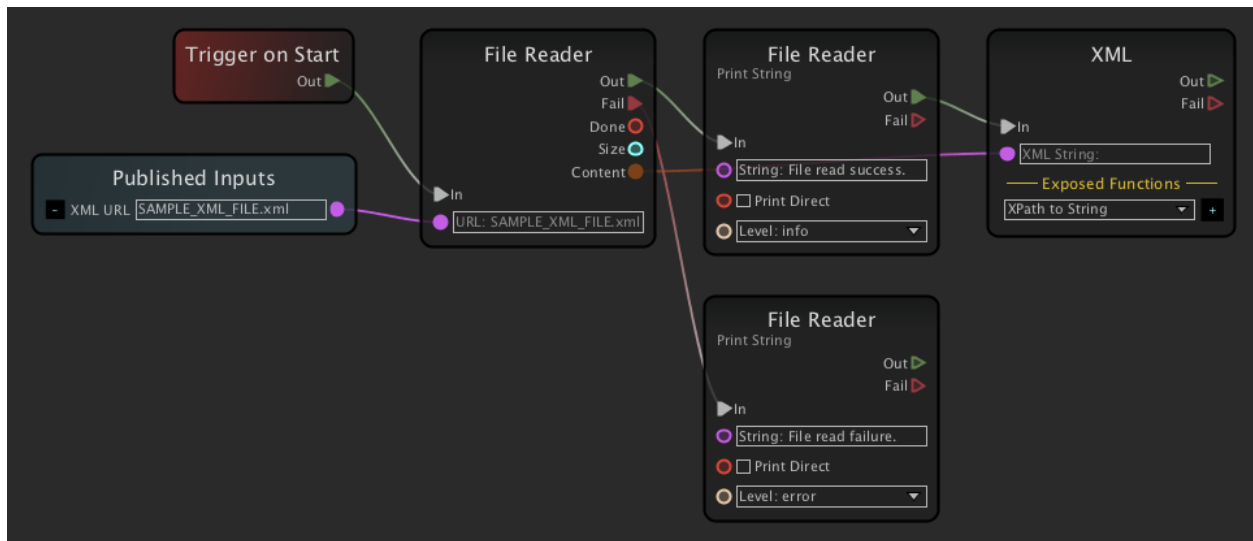 Trigger on Start
Out
Published Inputs
- XML URL SAMPLE_XML_FILE.xml
File Reader
Out
Fail
Done
Size
Content
In
URL: SAMPLE_XML_FILE.xml
File Reader
Print String
Out
Fail
In
String: File read success.
Print Direct
Level: info
XML
Out
Fail
In
XML String:
Exposed Functions
XPath to String +
File Reader
Print String
Out
Fail
In
String: File read failure.
Print Direct
Level: error